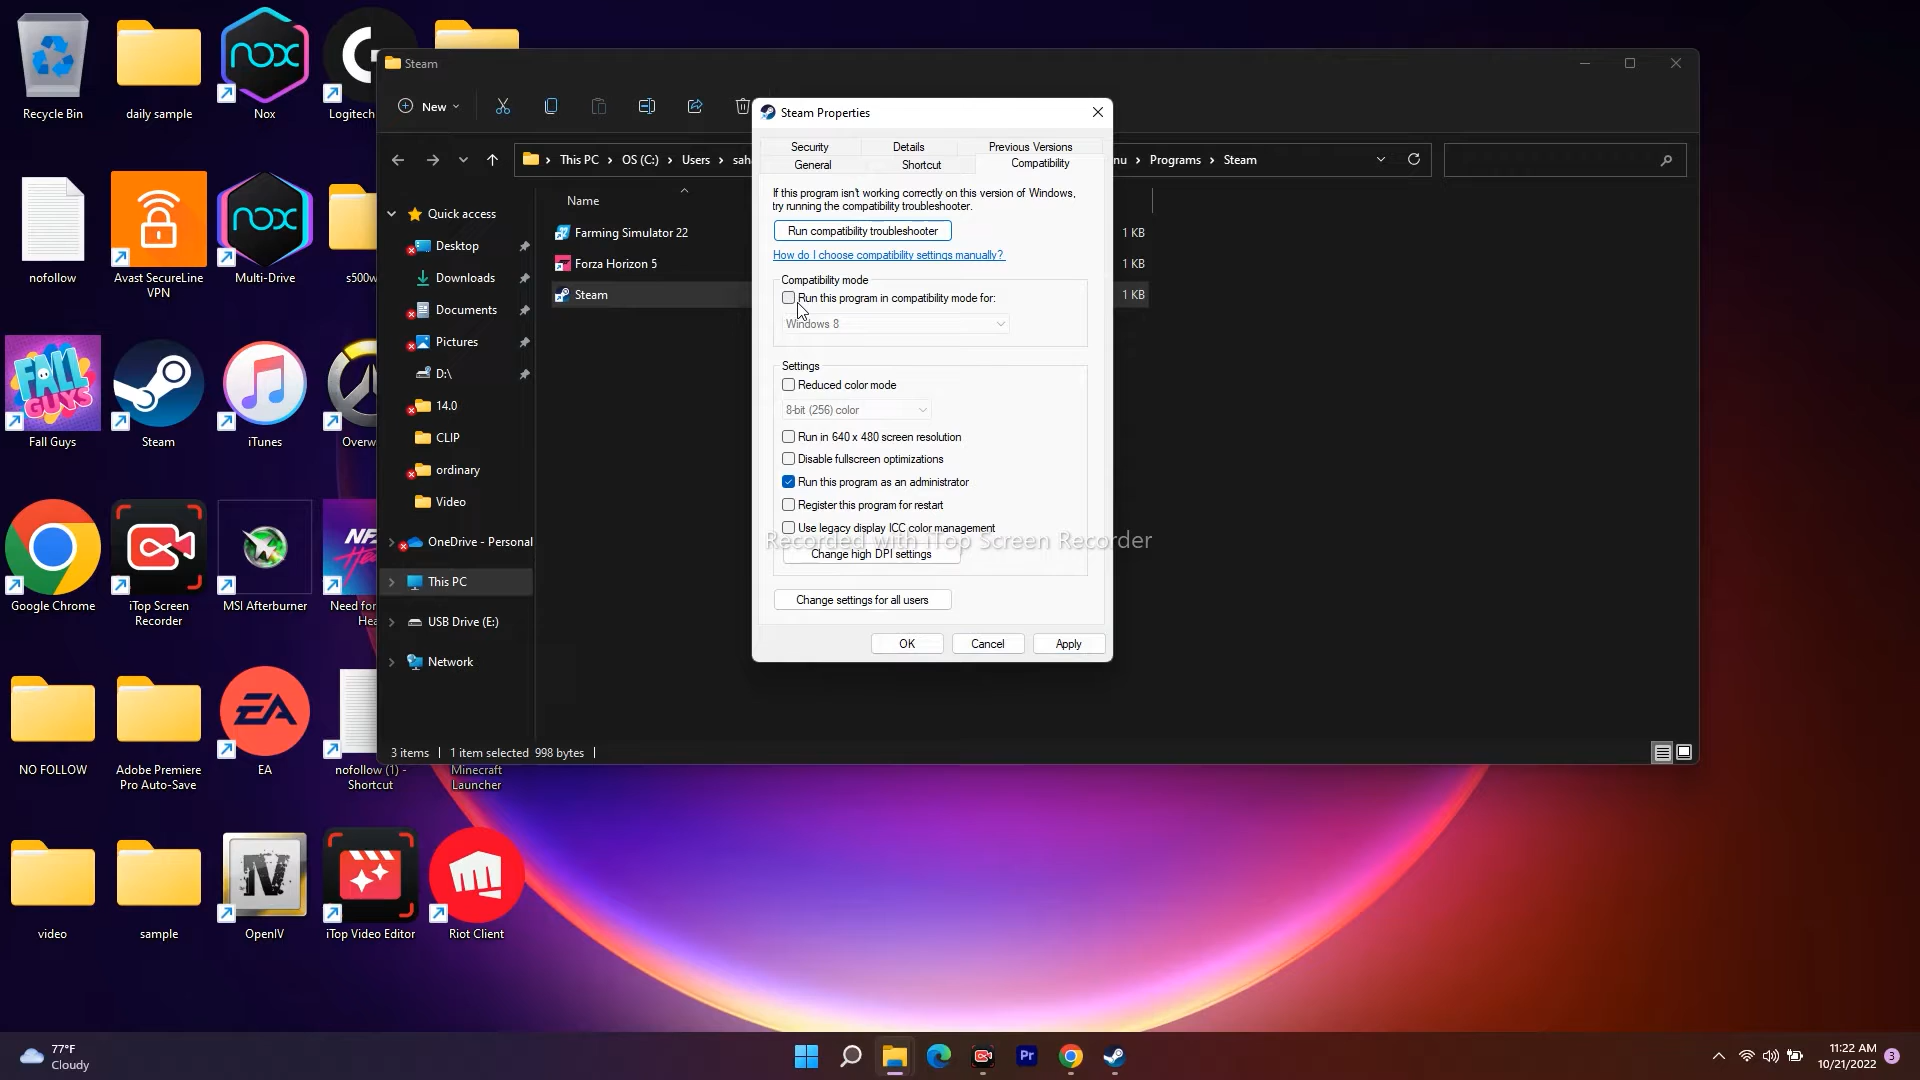 Recycle Bin
daily sample
Nox
Logitech
nofollow
Avast SecureLine
VPN
Multi-Drive
s500w
Fall Guys
Steam
iTunes
Overw
Google Chrome
iTop Screen
Recorder
MSI Afterburner
Need for
Hea
NO FOLLOW
Adobe Premiere
Pro Auto-Save
EA
nofollow (1) -
Shortcut
Minecraft
Launcher
video
sample
OpenIV
iTop Video Editor
Riot Client
Steam
New
This PC
OS (C:)
Users
sah
nu
Programs
Steam
Quick access
Desktop
Downloads
Documents
Pictures
D:\
14.0
CLIP
ordinary
Video
OneDrive - Personal
This PC
USB Drive (E:)
Network
Name
Farming Simulator 22
1 KB
Forza Horizon 5
1 KB
Steam
1 KB
3 items
1 item selected 998 bytes
Steam Properties
Security
Details
Previous Versions
General
Shortcut
Compatibility
If this program isn't working correctly on this version of Windows,
try running the compatibility troubleshooter.
Run compatibility troubleshooter
How do I choose compatibility settings manually?
Compatibility mode
Run this program in compatibility mode for:
Windows 8
Settings
Reduced color mode
8-bit (256) color
Run in 640 x 480 screen resolution
Disable fullscreen optimizations
Run this program as an administrator
Register this program for restart
Use legacy display ICC color management
Recorded with iTop Screen Recorder
Change high DPI settings
Change settings for all users
OK
Cancel
Apply
77°F
Cloudy
Pr
11:22 AM
10/21/2022
3